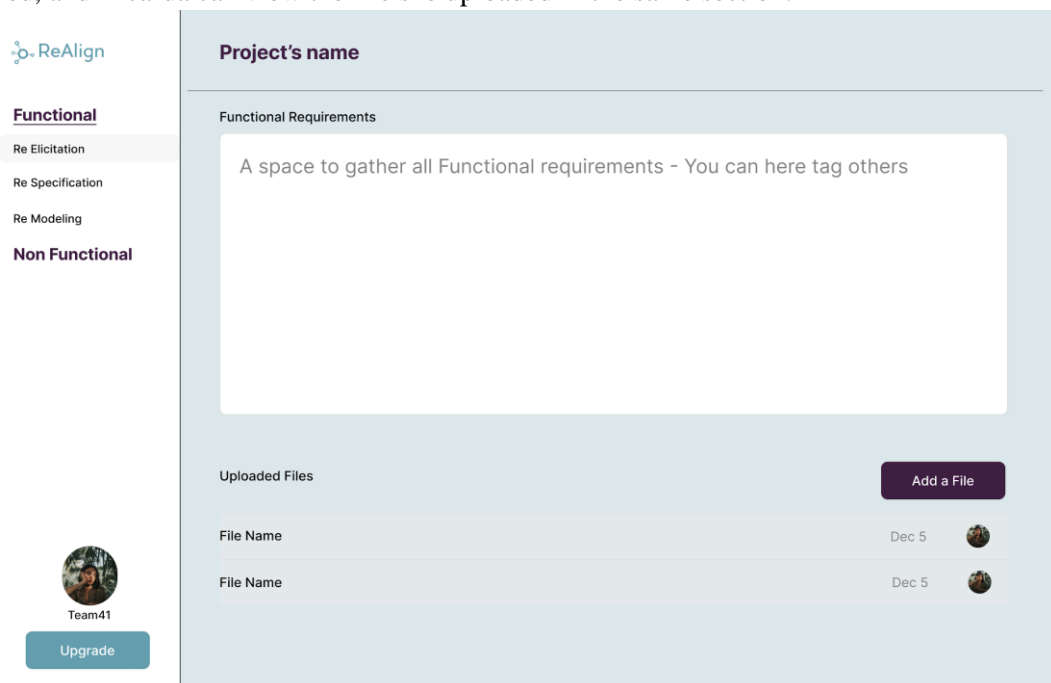 ReAlign
Project's name
Functional
Re Elicitation
Re Specification
Re Modeling
Non Functional
Functional Requirements
A space to gather all Functional requirements - You can here tag others
Uploaded Files
Add a File
File Name Dec 5
File Name Dec 5
Team41
Upgrade